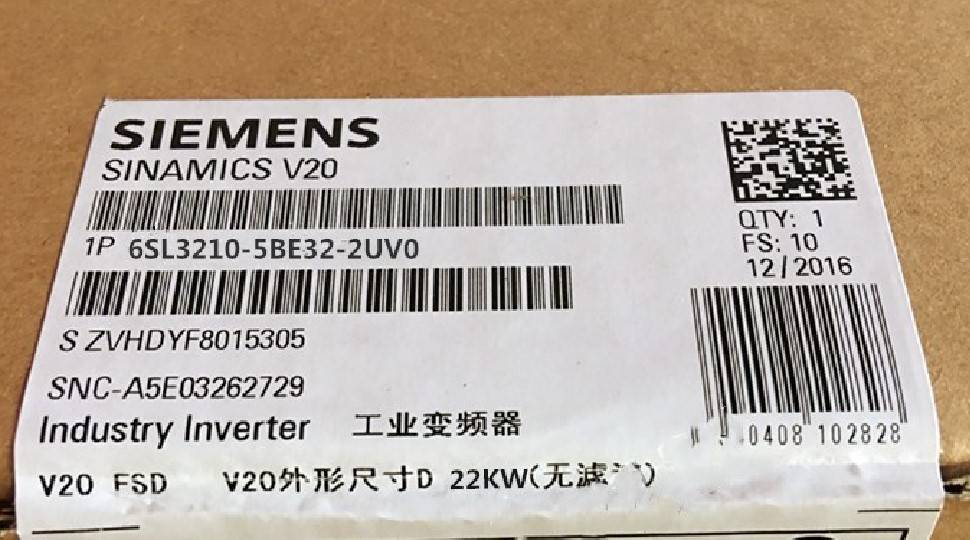 SIEMENS
SINAMICS V20
QTY: 1
FS: 10
12/2016
1P 6SL3210-5BE32-2UV0
S ZVHDYF8015305
SNC-A5E03262729
Industry Inverter 工业变频器
0408 102828
V20 FSD V20外形尺寸D 22KW(无滤